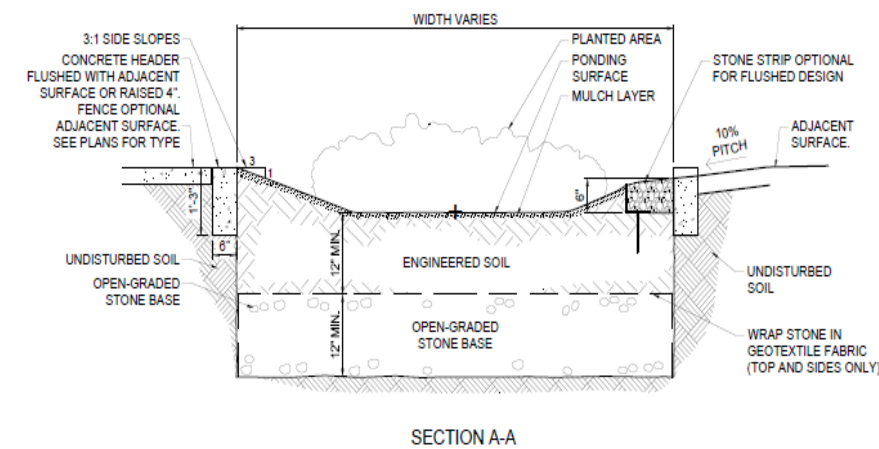 WIDTH VARIES
3:1 SIDE SLOPES
CONCRETE HEADER
FLUSHED WITH ADJACENT
SURFACE OR RAISED 4".
FENCE OPTIONAL
ADJACENT SURFACE.
SEE PLANS FOR TYPE
PLANTED AREA
PONDING
SURFACE
MULCH LAYER
STONE STRIP OPTIONAL
FOR FLUSHED DESIGN
10%
PITCH
ADJACENT
SURFACE.
3
1
6"
1'-3"
6"
UNDISTURBED SOIL
OPEN-GRADED
STONE BASE
12" MIN.
ENGINEERED SOIL
12" MIN.
OPEN-GRADED
STONE BASE
UNDISTURBED
SOIL
WRAP STONE IN
GEOTEXTILE FABRIC
(TOP AND SIDES ONLY)
SECTION A-A